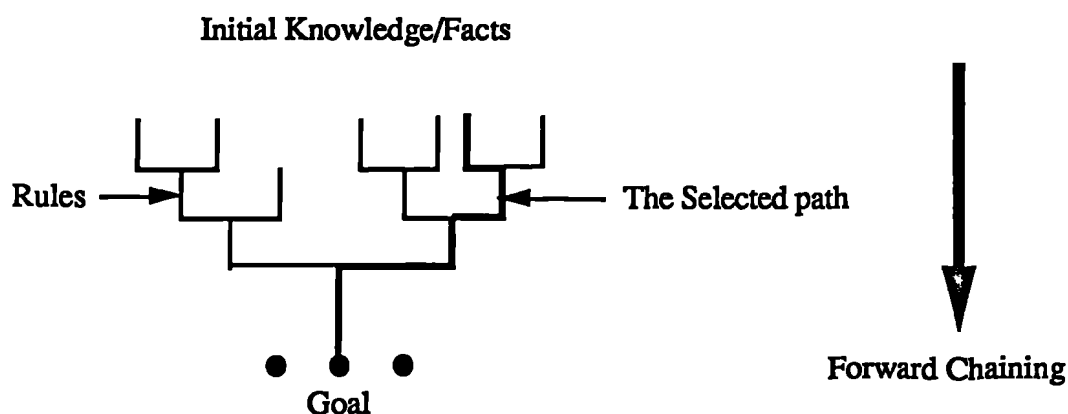 Initial Knowledge/Facts
Rules
The Selected path
Forward Chaining
Goal